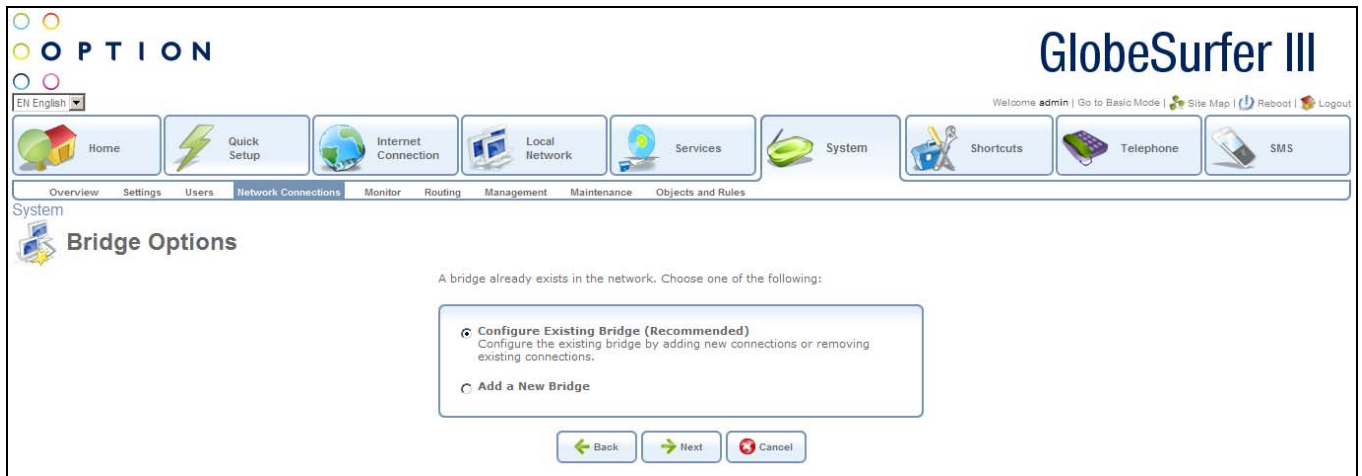 OPTION
GlobeSurfer III
EN English
Welcome admin | Go to Basic Mode | Site Map | Reboot | Logout
Home
Quick Setup
Internet Connection
Local Network
Services
System
Shortcuts
Telephone
SMS
Overview Settings Users Network Connections Monitor Routing Management Maintenance Objects and Rules
System
Bridge Options
A bridge already exists in the network. Choose one of the following:
Configure Existing Bridge (Recommended)
Configure the existing bridge by adding new connections or removing
existing connections.
Add a New Bridge
Back Next Cancel